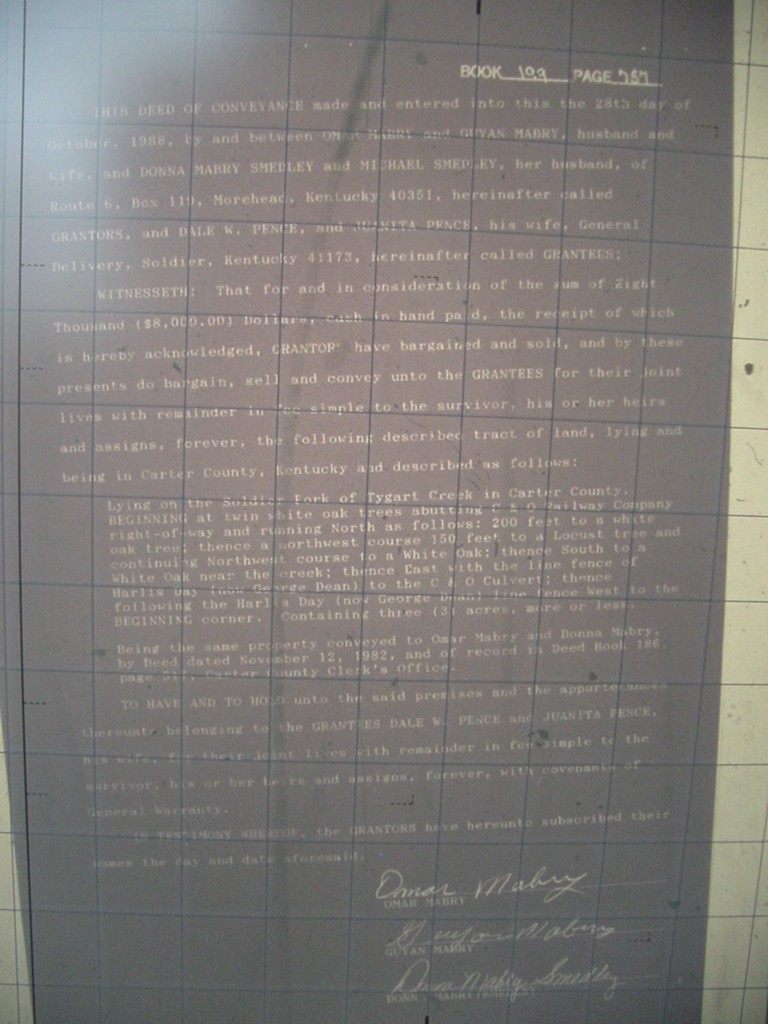 BOOK 193 PAGE 757
THIS DEED OF CONVEYANCE made and entered into this the 28th day of
October, 1988, by and between OMAR MABRY and GUYAN MABRY, husband and
wife, and DONNA MABRY SMEDLEY and MICHAEL SMEDLEY, her husband, of
Route 6, Box 119, Morehead, Kentucky 40351, hereinafter called
GRANTORS, and DALE W. PENCE, and JUANITA PENCE, his wife, General
Delivery, Soldier, Kentucky 41173, hereinafter called GRANTEES;
WITNESSETH: That for and in consideration of the sum of Eight
Thousand ($8,000.00) Dollars, cash in hand paid, the receipt of which
is hereby acknowledged, GRANTOR have bargained and sold, and by these
presents do bargain, sell and convey unto the GRANTEES for their joint
lives with remainder in fee simple to the survivor, his or her heirs
and assigns, forever, the following described tract of land, lying and
being in Carter County, Kentucky and described as follows:
Lying on the Soldier Fork of Tygart Creek in Carter County.
BEGINNING at twin white oak trees abutting C & O Railway Company
right-of-way and running North as follows: 200 feet to a white
oak tree; thence a northwest course 150 feet to a Locust tree and
continuing Northwest course to a White Oak; thence South to a
White Oak near the creek; thence East with the line fence of
Harlis Day (now George Dean) to the C & O Culvert; thence
following the Harlis Day (now George Dean) line fence West to the
BEGINNING corner. Containing three (3) acres, more or less.
Being the same property conveyed to Omar Mabry and Donna Mabry,
by Deed dated November 12, 1982, and of record in Deed Book 186,
page Carter County Clerk's Office.
TO HAVE AND TO HOLD unto the said premises and the appurtenances
thereunto belonging to the GRANTEES DALE W. PENCE and JUANITA PENCE,
his wife, for their joint lives with remainder in fee simple to the
survivor, his or her heirs and assigns, forever, with covenants of
General Warranty.
IN TESTIMONY WHEREOF, the GRANTORS have hereunto subscribed their
names the day and date aforesaid.
Omar Mabry
OMAR MABRY
Guyan Mabry
GUYAN MABRY
Donna Mabry Smedley
DONNA MABRY SMEDLEY